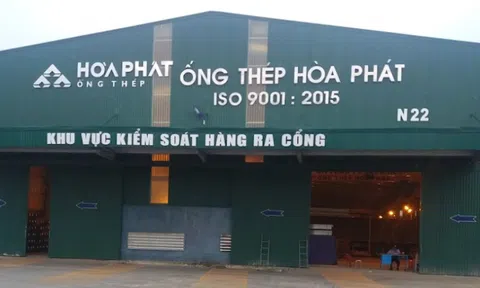 HÒA PHÁT
ỐNG THÉP
ỐNG THÉP HÒA PHÁT
ISO 9001 : 2015
N22
KHU VỰC KIỂM SOÁT HÀNG RA CỔNG